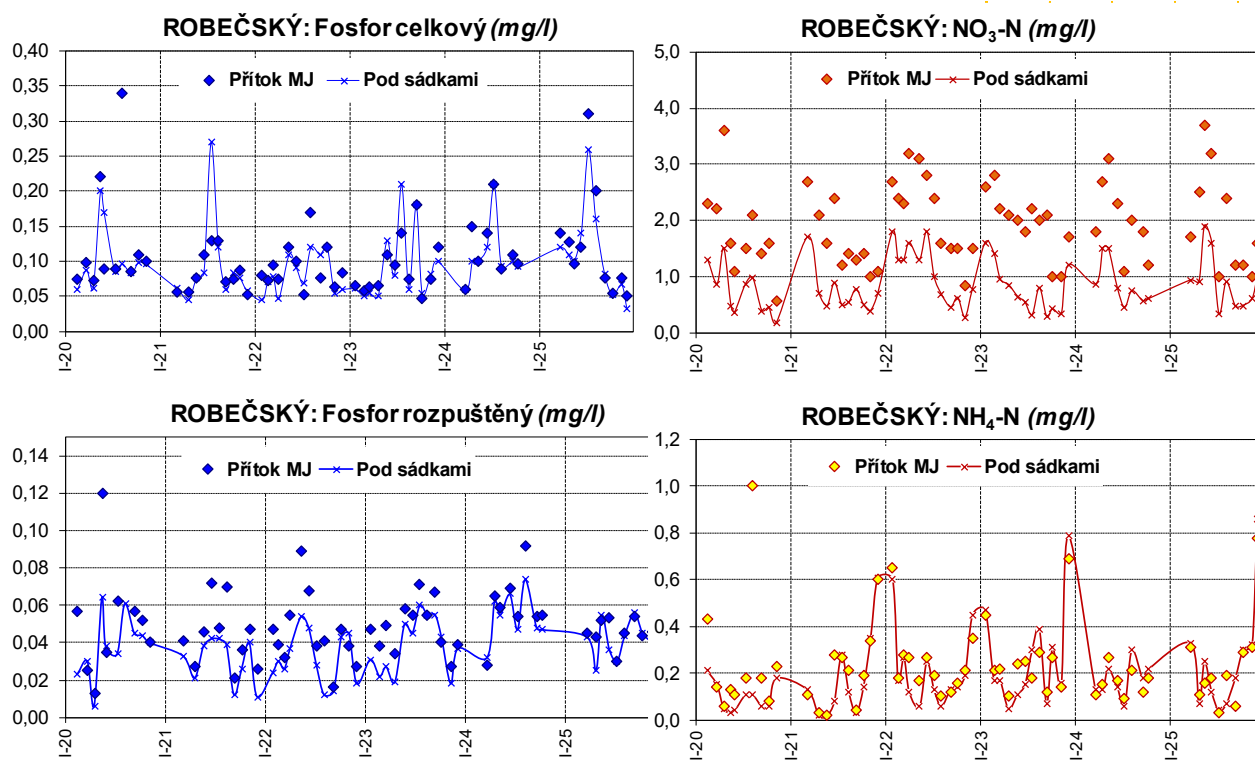 ROBEČSKÝ: Fosfor celkový (mg/l)
0,40
0,35
0,30
0,25
0,20
0,15
0,10
0,05
0,00
Přítok MJ
Pod sádkami
I-20
I-21
I-22
I-23
I-24
I-25
ROBEČSKÝ: NO₃-N (mg/l)
5,0
4,0
3,0
2,0
1,0
0,0
Přítok MJ
Pod sádkami
I-20
I-21
I-22
I-23
I-24
I-25
ROBEČSKÝ: Fosfor rozpuštěný (mg/l)
0,14
0,12
0,10
0,08
0,06
0,04
0,02
0,00
Přítok MJ
Pod sádkami
I-20
I-21
I-22
I-23
I-24
I-25
ROBEČSKÝ: NH₄-N (mg/l)
1,2
1,0
0,8
0,6
0,4
0,2
0,0
Přítok MJ
Pod sádkami
I-20
I-21
I-22
I-23
I-24
I-25